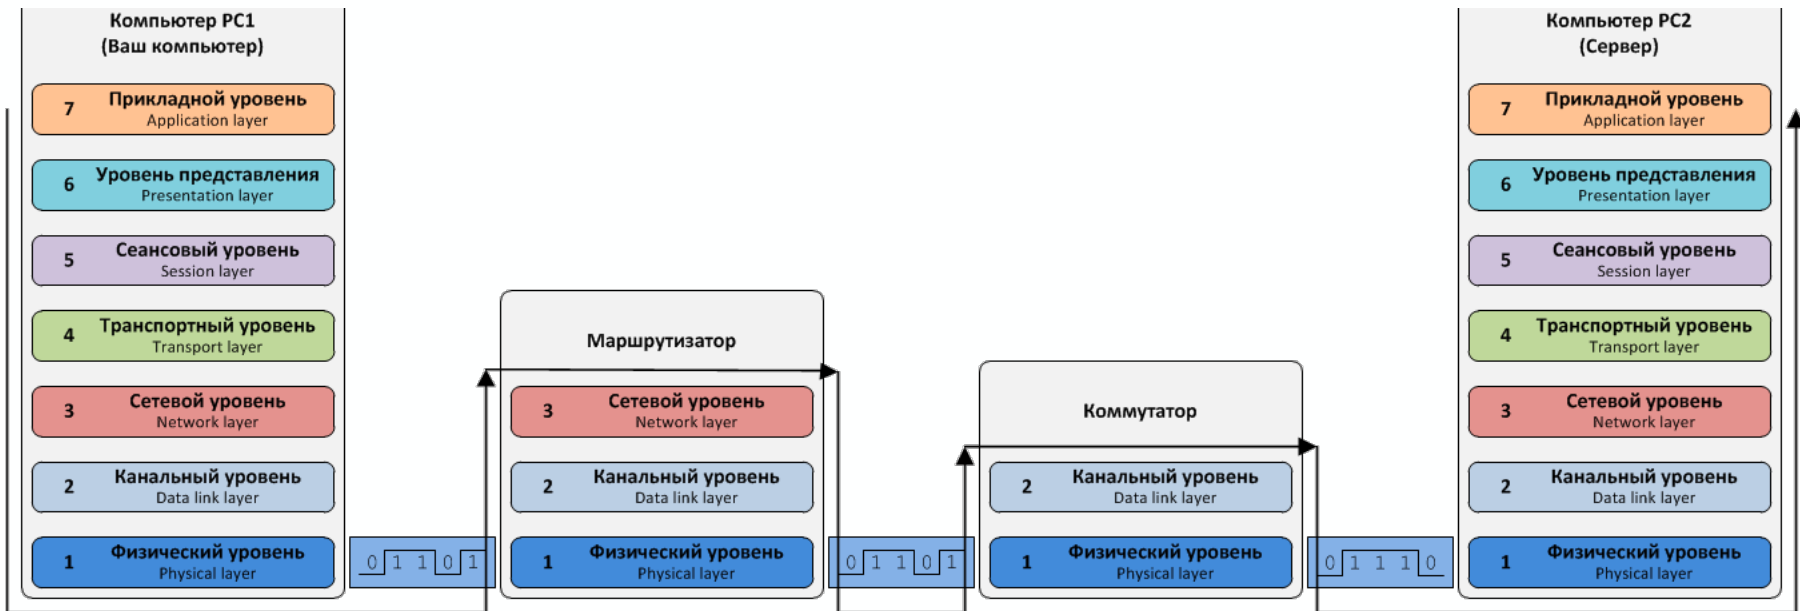 Компьютер PC1
(Ваш компьютер)
7 Прикладной уровень
Application layer
6 Уровень представления
Presentation layer
5 Сеансовый уровень
Session layer
4 Транспортный уровень
Transport layer
3 Сетевой уровень
Network layer
2 Канальный уровень
Data link layer
1 Физический уровень
Physical layer
0 1 1 0 1
Маршрутизатор
3 Сетевой уровень
Network layer
2 Канальный уровень
Data link layer
1 Физический уровень
Physical layer
0 1 1 0 1
Коммутатор
2 Канальный уровень
Data link layer
1 Физический уровень
Physical layer
0 1 1 1 0
Компьютер PC2
(Сервер)
7 Прикладной уровень
Application layer
6 Уровень представления
Presentation layer
5 Сеансовый уровень
Session layer
4 Транспортный уровень
Transport layer
3 Сетевой уровень
Network layer
2 Канальный уровень
Data link layer
1 Физический уровень
Physical layer